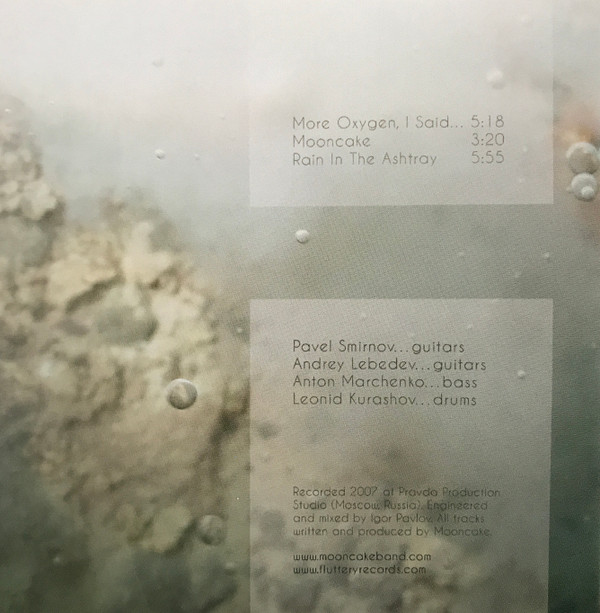 More Oxygen, I Said... 5:18
Mooncake 3:20
Rain In The Ashtray 5:55
Pavel Smirnov...guitars
Andrey Lebedev...guitars
Anton Marchenko...bass
Leonid Kurashov...drums
Recorded 2007 at Pravda Production
Studio (Moscow, Russia). Engineered
and mixed by Igor Pavlov. All tracks
written and produced by Mooncake.
www.mooncakeband.com
www.flutteryrecords.com